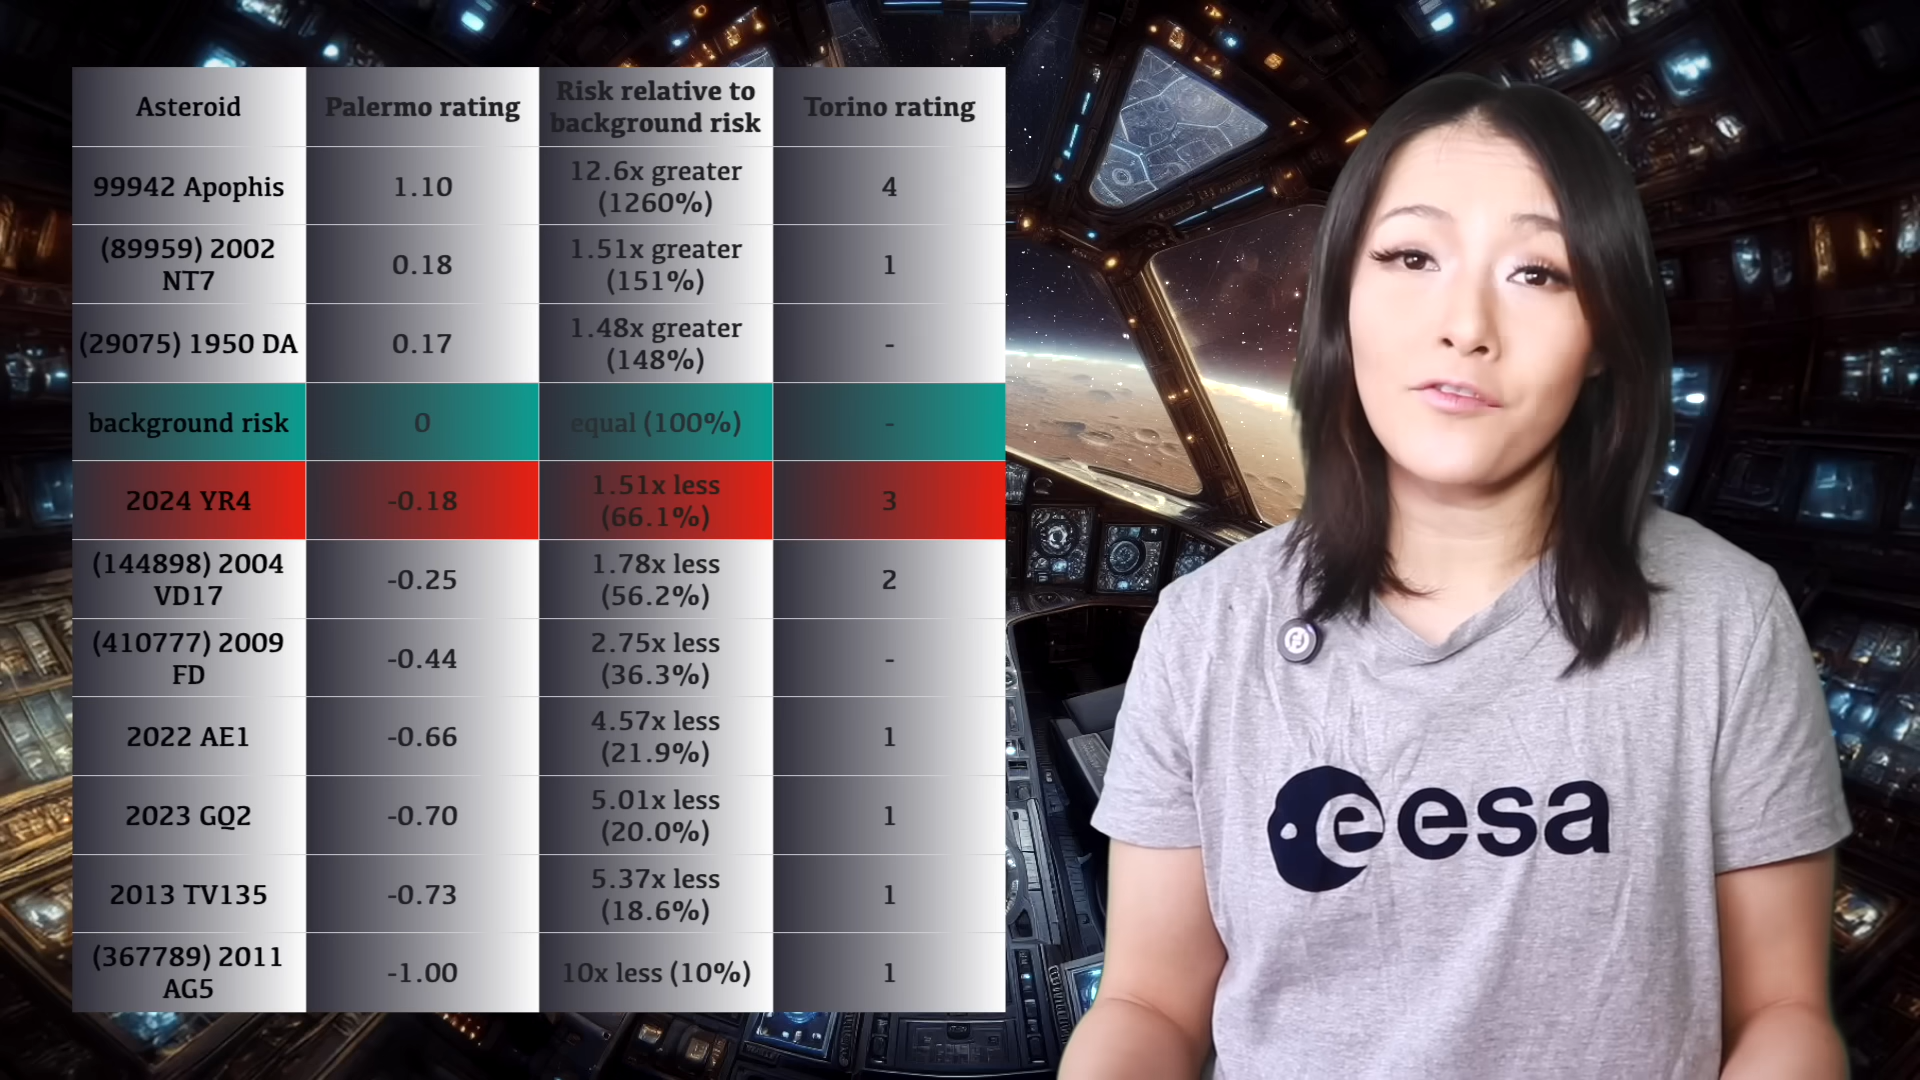 Asteroid
Palermo rating
Risk relative to
background risk
Torino rating
99942 Apophis
1.10
12.6x greater
(1260%)
4
(89959) 2002
NT7
0.18
1.51x greater
(151%)
1
(29075) 1950 DA
0.17
1.48x greater
(148%)
-
background risk
0
equal (100%)
-
2024 YR4
-0.18
1.51x less
(66.1%)
3
(144898) 2004
VD17
-0.25
1.78x less
(56.2%)
2
(410777) 2009
FD
-0.44
2.75x less
(36.3%)
-
2022 AE1
-0.66
4.57x less
(21.9%)
1
2023 GQ2
-0.70
5.01x less
(20.0%)
1
2013 TV135
-0.73
5.37x less
(18.6%)
1
(367789) 2011
AG5
-1.00
10x less (10%)
1
eesa